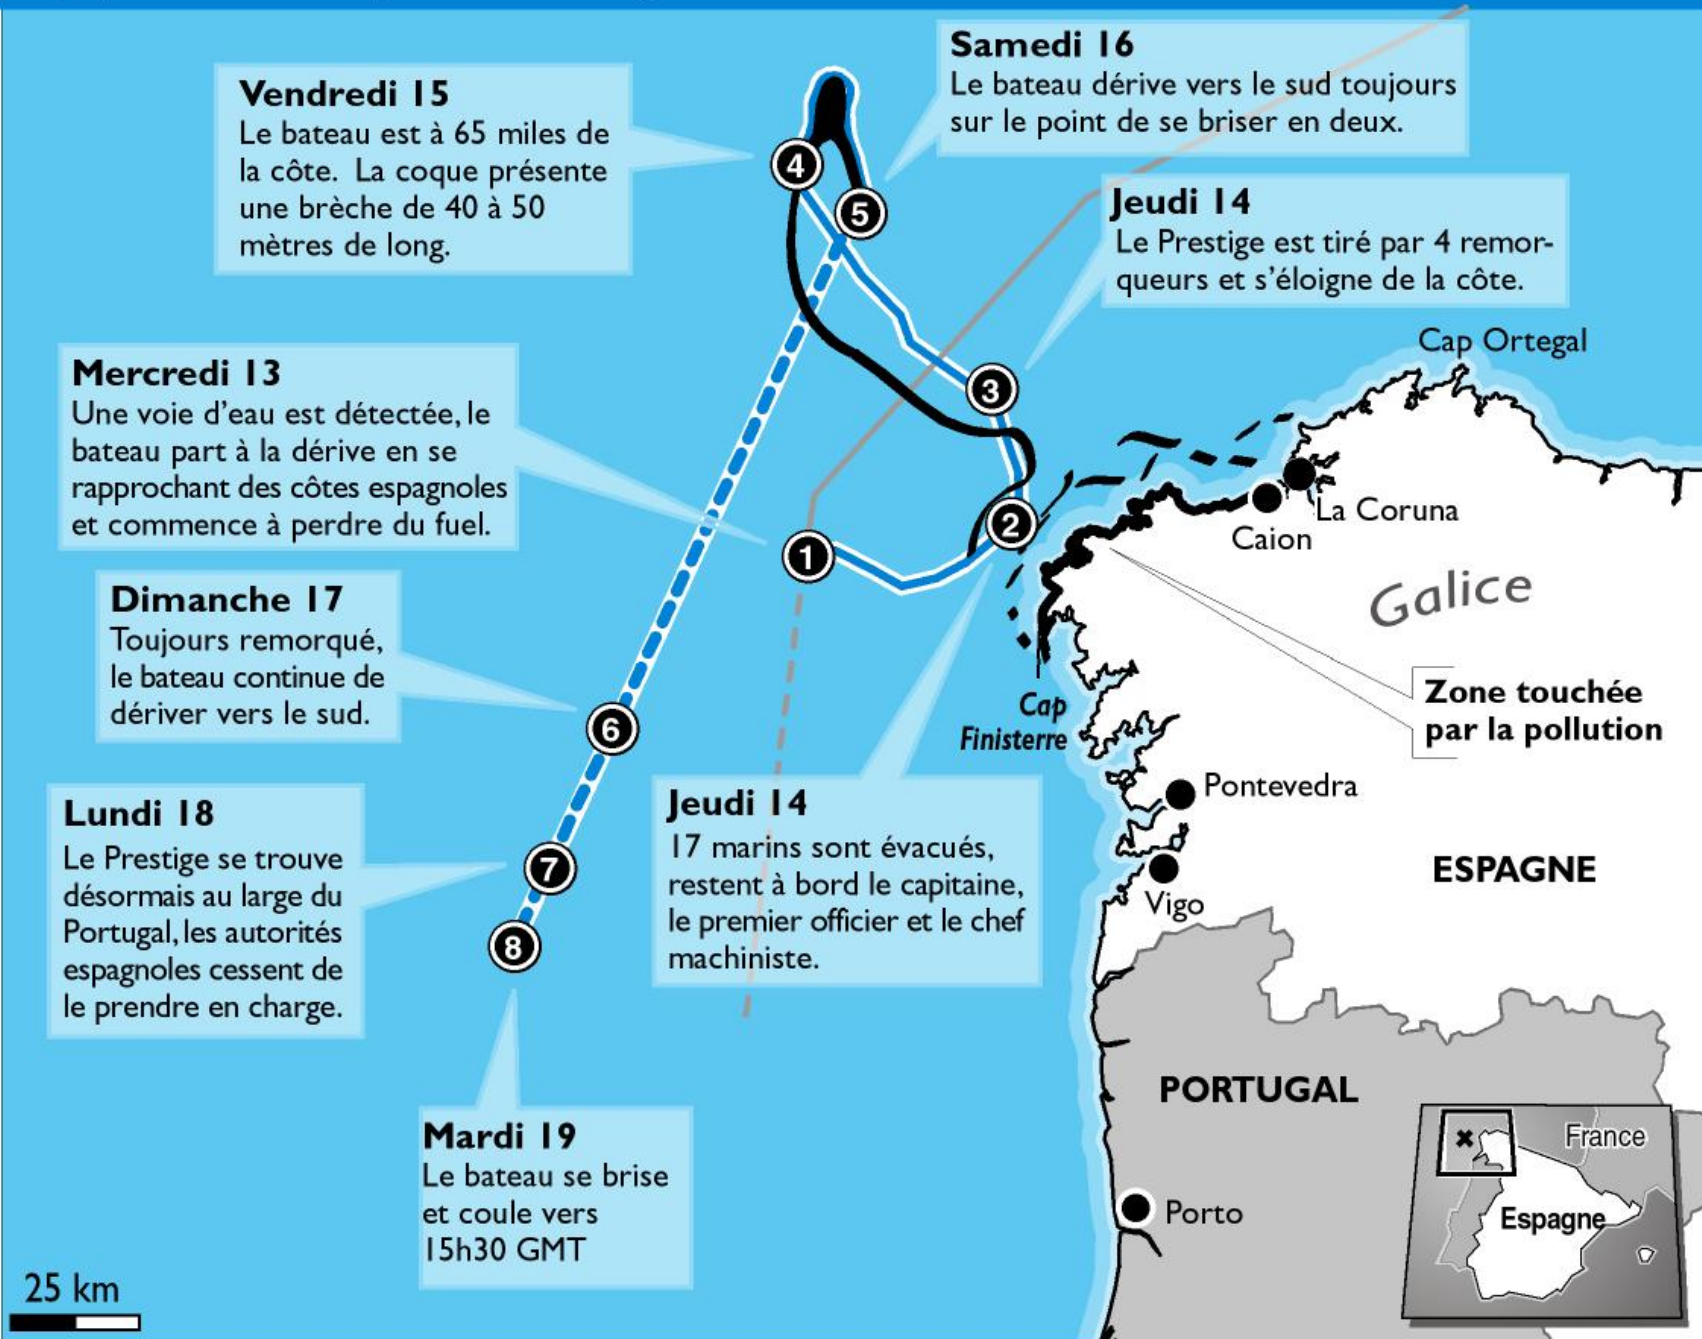 Samedi 16
Le bateau dérive vers le sud toujours
sur le point de se briser en deux.
Vendredi 15
Le bateau est à 65 miles de
la côte. La coque présente
une brèche de 40 à 50
mètres de long.
4
5
Jeudi 14
Le Prestige est tiré par 4 remor-
queurs et s'éloigne de la côte.
Mercredi 13
Une voie d'eau est détectée, le
bateau part à la dérive en se
rapprochant des côtes espagnoles
et commence à perdre du fuel.
3
Cap Ortegal
1
2
La Coruna
Caion
Galice
Dimanche 17
Toujours remorqué,
le bateau continue de
dériver vers le sud.
6
Cap
Finisterre
Zone touchée
par la pollution
Lundi 18
Le Prestige se trouve
désormais au large du
Portugal, les autorités
espagnoles cessent de
le prendre en charge.
7
8
Jeudi 14
17 marins sont évacués,
restent à bord le capitaine,
le premier officier et le chef
machiniste.
Pontevedra
Vigo
ESPAGNE
PORTUGAL
Mardi 19
Le bateau se brise
et coule vers
15h30 GMT
Porto
France
Espagne
25 km